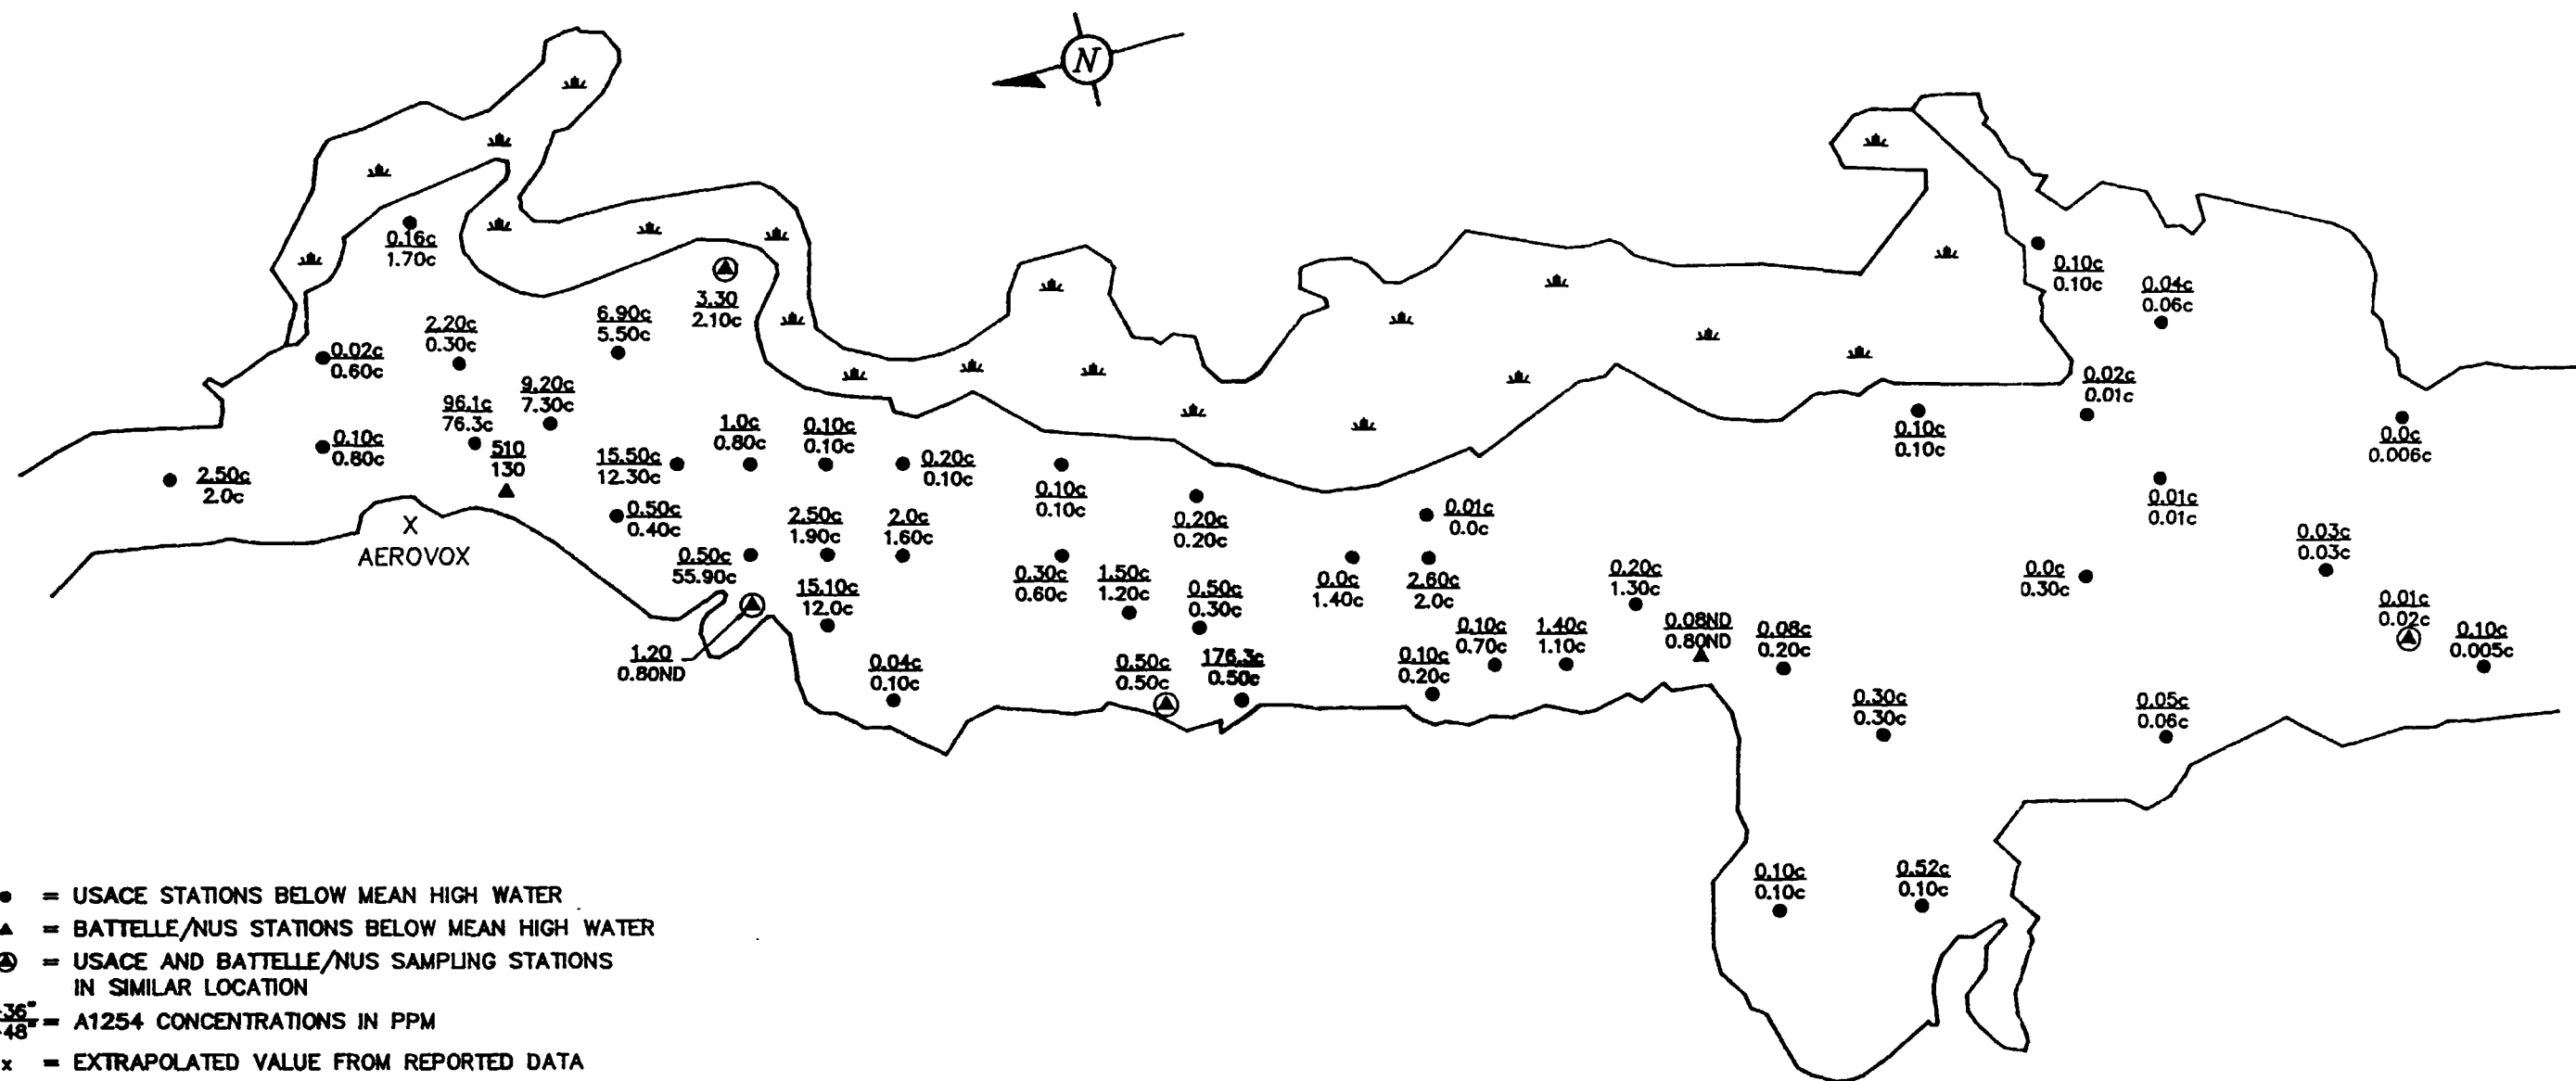 N
0.16c
1.70c
3.30
2.10c
6.90c
5.50c
2.20c
0.30c
0.02c
0.60c
9.20c
7.30c
96.1c
76.3c
510
130
0.10c
0.80c
2.50c
2.0c
15.50c
12.30c
1.0c
0.80c
0.10c
0.10c
0.20c
0.10c
0.50c
0.40c
X
AEROVOX
0.50c
55.90c
2.50c
1.90c
2.0c
1.60c
15.10c
12.0c
1.20
0.80ND
0.04c
0.10c
0.10c
0.10c
0.20c
0.20c
0.30c
0.60c
1.50c
1.20c
0.50c
0.30c
0.50c
0.50c
176.3c
0.50c
0.01c
0.0c
0.0c
1.40c
2.60c
2.0c
0.10c
0.20c
0.10c
0.70c
1.40c
1.10c
0.20c
1.30c
0.08ND
0.80ND
0.08c
0.20c
0.30c
0.30c
0.10c
0.10c
0.52c
0.10c
0.10c
0.10c
0.10c
0.10c
0.04c
0.06c
0.02c
0.01c
0.0c
0.006c
0.01c
0.01c
0.03c
0.03c
0.0c
0.30c
0.01c
0.02c
0.10c
0.005c
0.05c
0.06c
= USACE STATIONS BELOW MEAN HIGH WATER
= BATTELLE/NUS STATIONS BELOW MEAN HIGH WATER
= USACE AND BATTELLE/NUS SAMPLING STATIONS
IN SIMILAR LOCATION
36"
48" = A1254 CONCENTRATIONS IN PPM
x = EXTRAPOLATED VALUE FROM REPORTED DATA